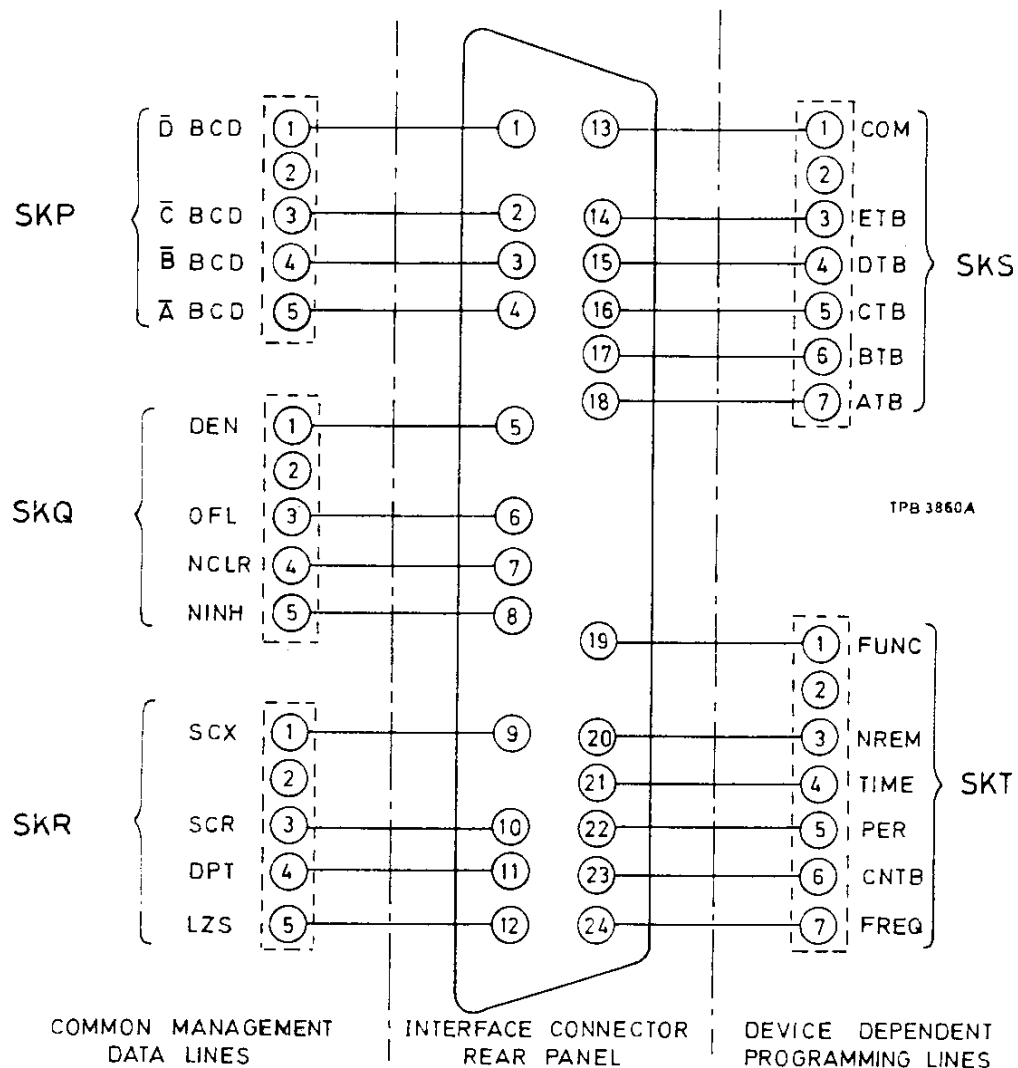 D̄ BCD 1 1 13 1 COM
2 2
SKP C̄ BCD 3 2 14 3 ETB SKS
B̄ BCD 4 3 15 4 DTB
Ā BCD 5 4 16 5 CTB
17 6 BTB
18 7 ATB
DEN 1 5
2
SKQ OFL 3 6 TPB 3860A
NCLR 4 7
NINH 5 8
19 1 FUNC
2
SCX 1 9 20 3 NREM
2 21 4 TIME SKT
SKR SCR 3 10 22 5 PER
DPT 4 11 23 6 CNTB
LZS 5 12 24 7 FREQ
COMMON MANAGEMENT
DATA LINES
INTERFACE CONNECTOR
REAR PANEL
DEVICE DEPENDENT
PROGRAMMING LINES